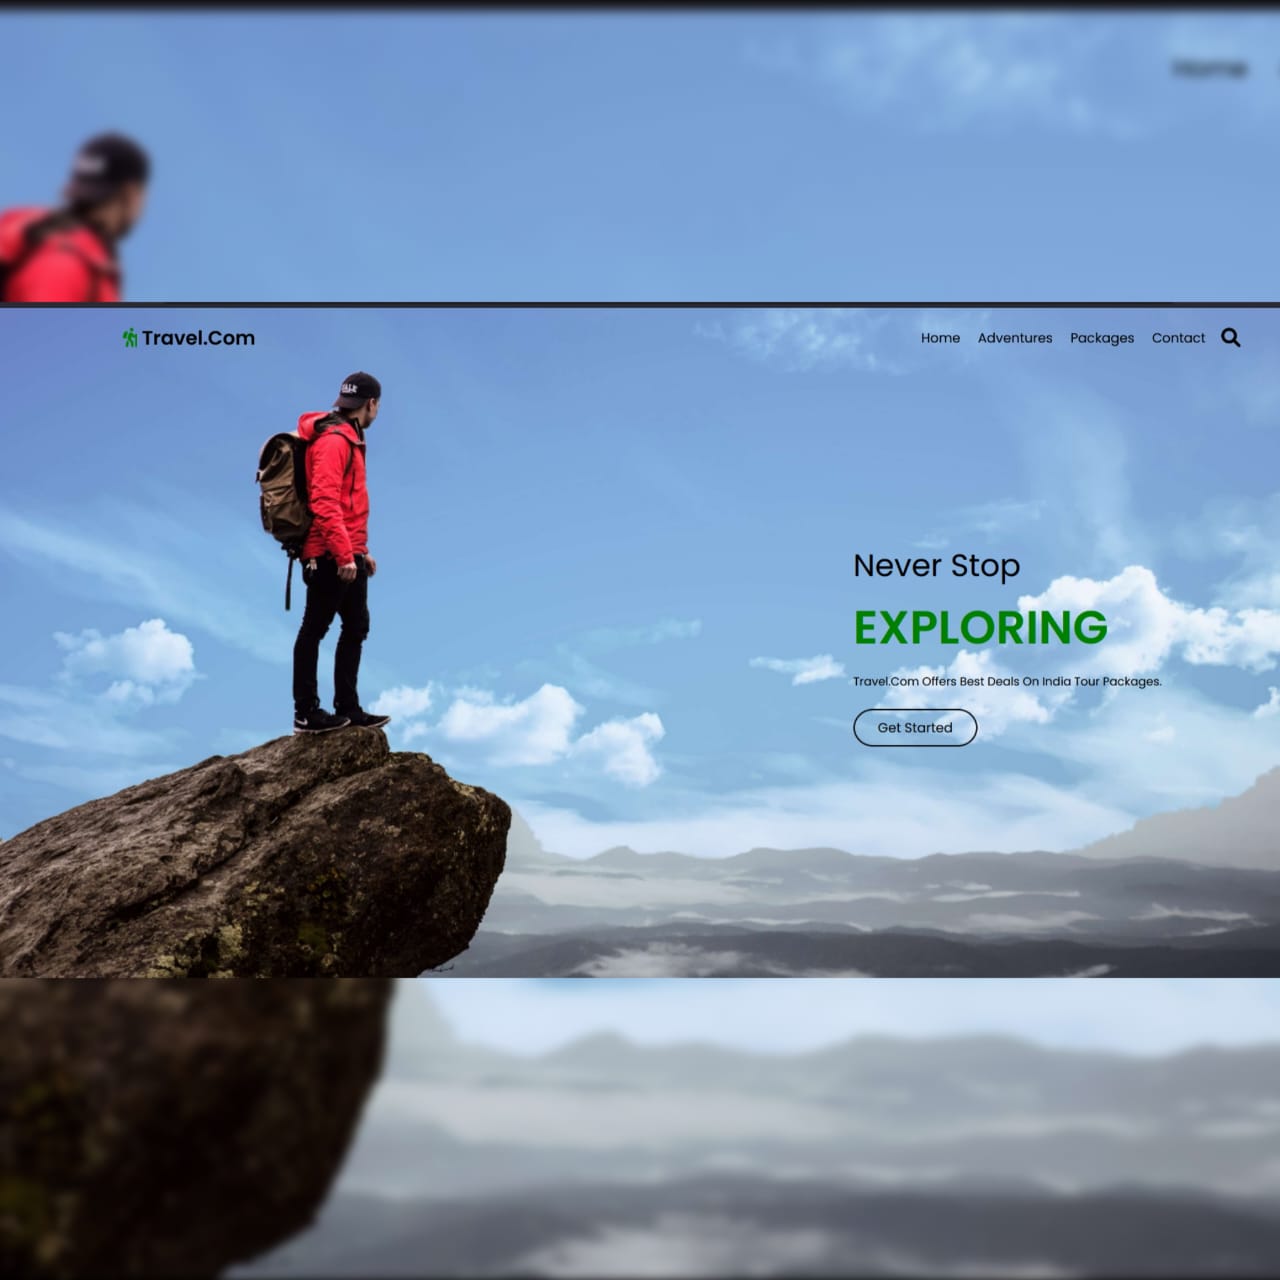 Home
Travel.Com
Home Adventures Packages Contact
Never Stop
EXPLORING
Travel.Com Offers Best Deals On India Tour Packages.
Get Started